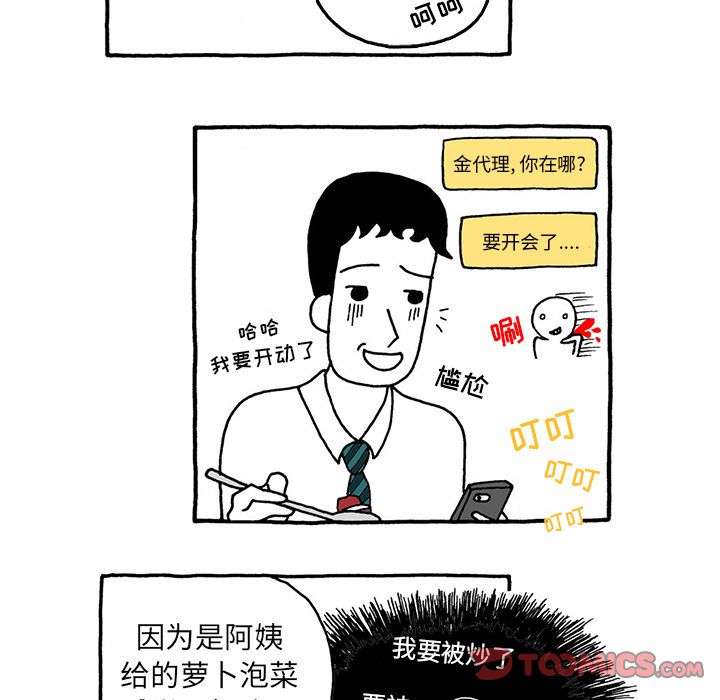 呵呵
金代理, 你在哪?
要开会了....
哈哈
我要开动了
唰
尴尬
叮叮
叮叮
叮叮
因为是阿姨
给的萝卜泡菜
我要被炒了
TOOMICS.COM